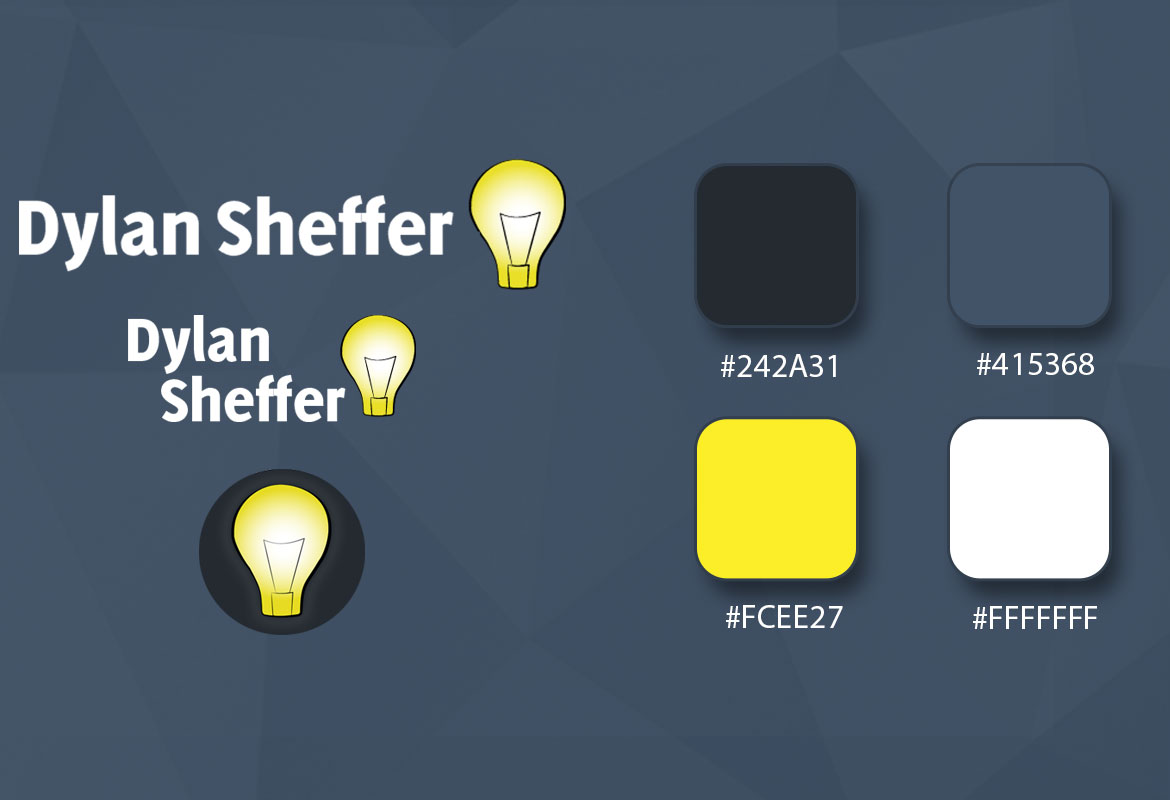 Dylan Sheffer
Dylan
Sheffer
#242A31
#415368
#FCEE27
#FFFFFFF